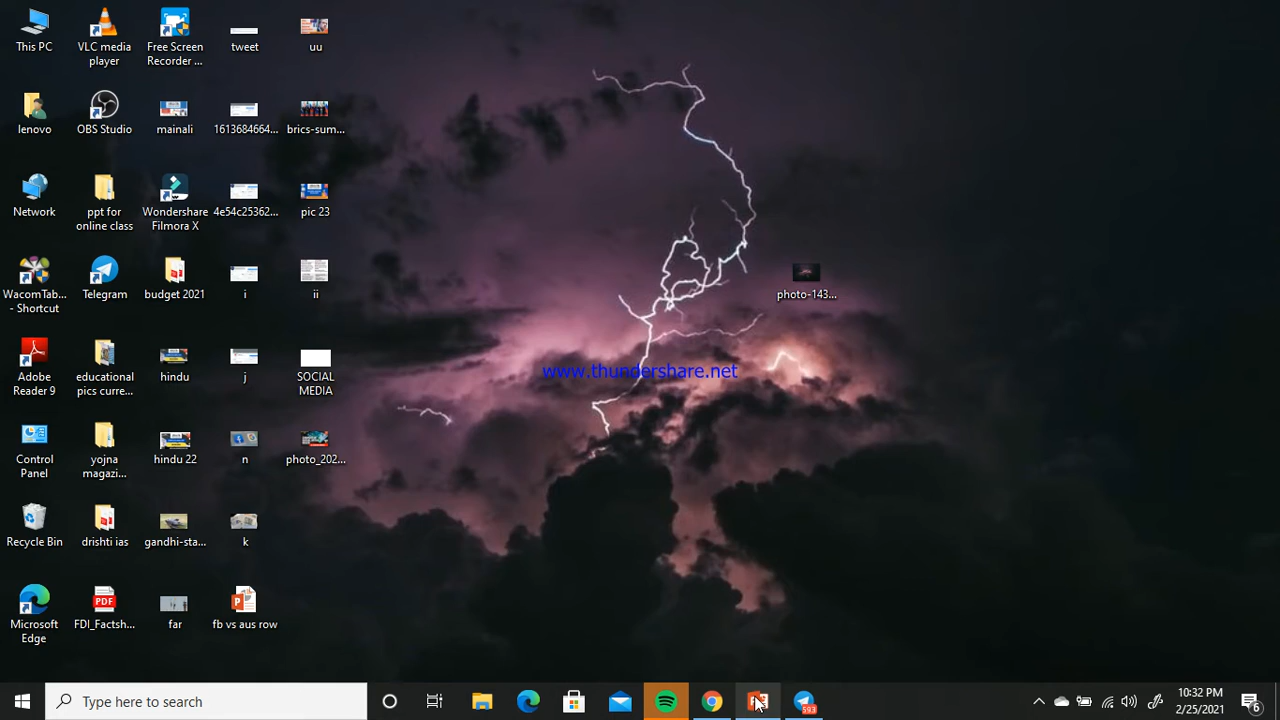 This PC
VLC media
player
Free Screen
Recorder ...
tweet
uu
lenovo
OBS Studio
mainali
1613684664...
brics-sum...
Network
ppt for
online class
Wondershare
Filmora X
4e54c25362...
pic 23
WacomTab...
- Shortcut
Telegram
budget 2021
i
ii
photo-143...
Adobe
Reader 9
educational
pics curre...
hindu
j
SOCIAL
MEDIA
www.thundershare.net
Control
Panel
yojna
magazi...
hindu 22
n
photo_202...
Recycle Bin
drishti ias
gandhi-sta...
k
Microsoft
Edge
PDF
FDI_Factsh...
far
fb vs aus row
Type here to search
593
10:32 PM
2/25/2021
6